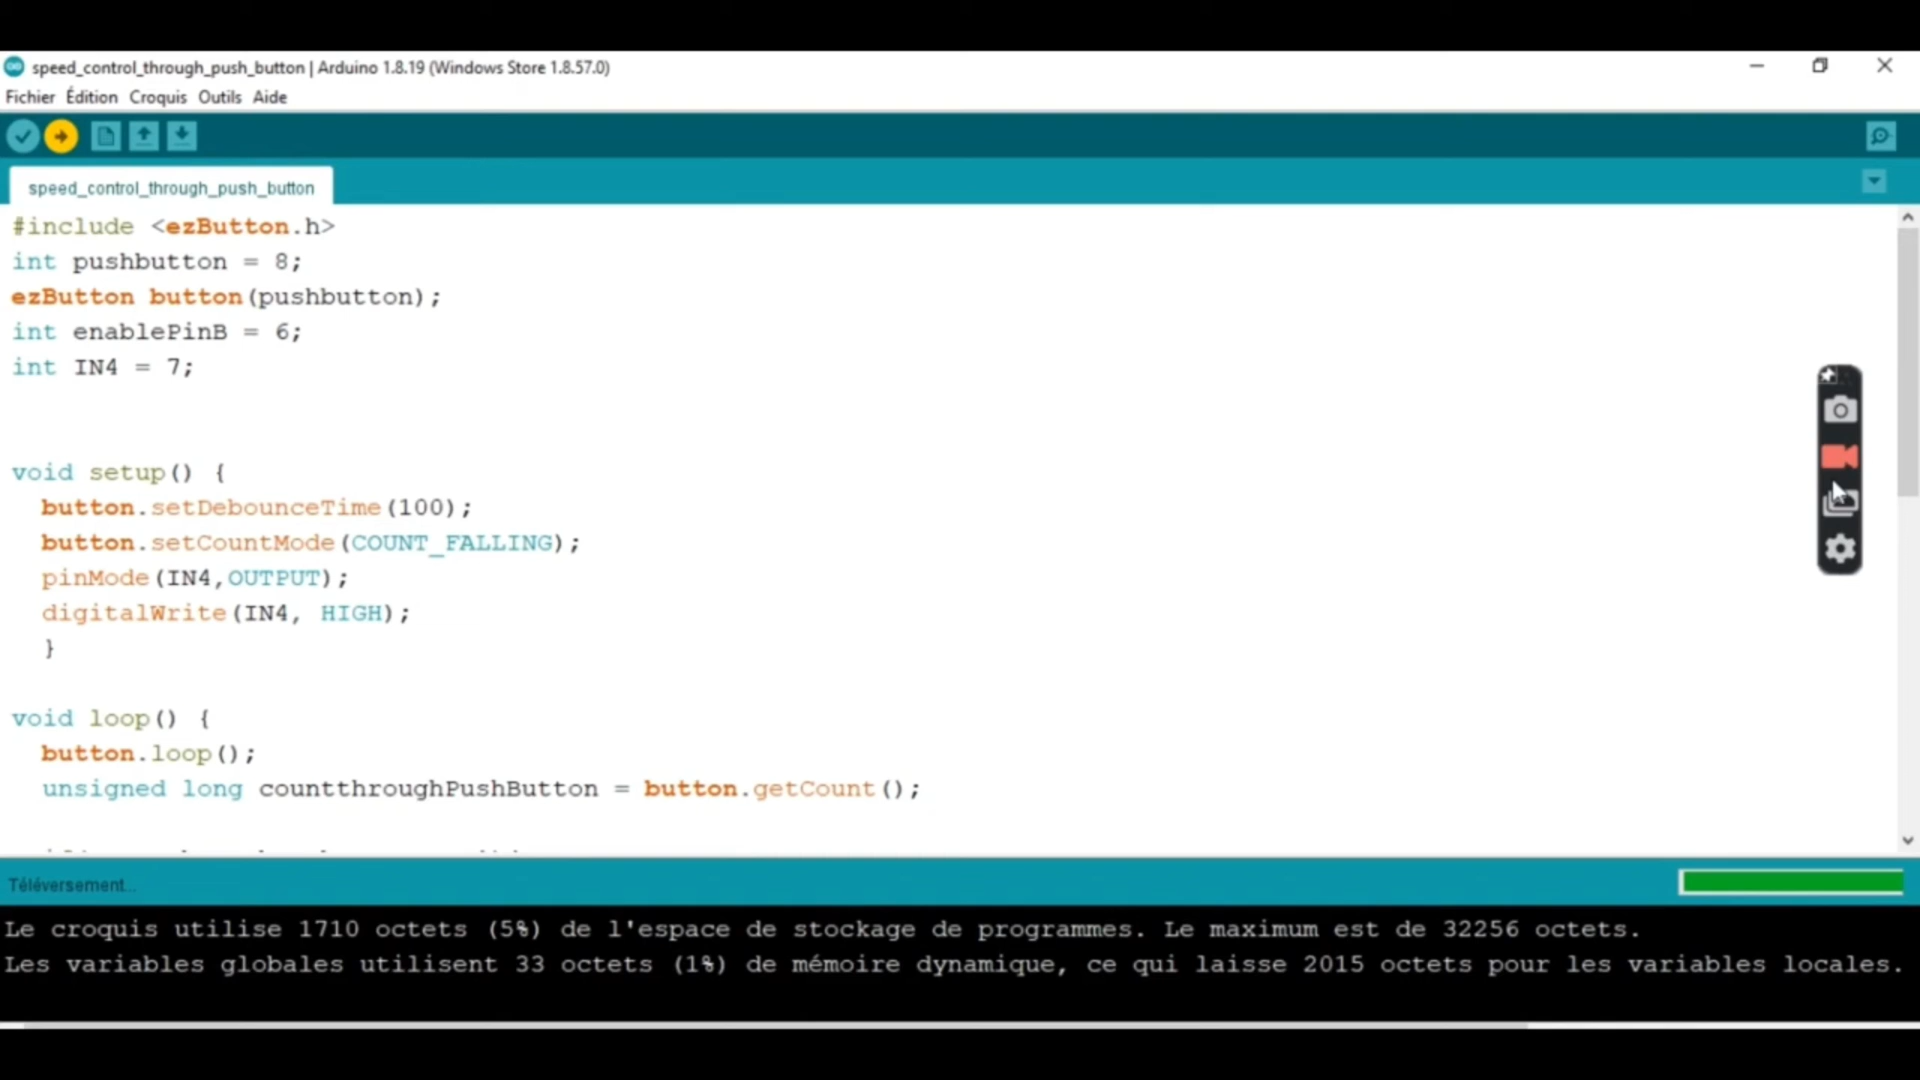 speed_control_through_push_button | Arduino 1.8.19 (Windows Store 1.8.57.0)
Fichier Édition Croquis Outils Aide
speed_control_through_push_button
#include <ezButton.h>
int pushbutton = 8;
ezButton button(pushbutton);
int enablePinB = 6;
int IN4 = 7;
void setup() {
button.setDebounceTime(100);
button.setCountMode(COUNT_FALLING);
pinMode(IN4,OUTPUT);
digitalWrite(IN4, HIGH);
}
void loop() {
button.loop();
unsigned long countthroughPushButton = button.getCount();
Téléversement...
Le croquis utilise 1710 octets (5%) de l'espace de stockage de programmes. Le maximum est de 32256 octets.
Les variables globales utilisent 33 octets (1%) de mémoire dynamique, ce qui laisse 2015 octets pour les variables locales.